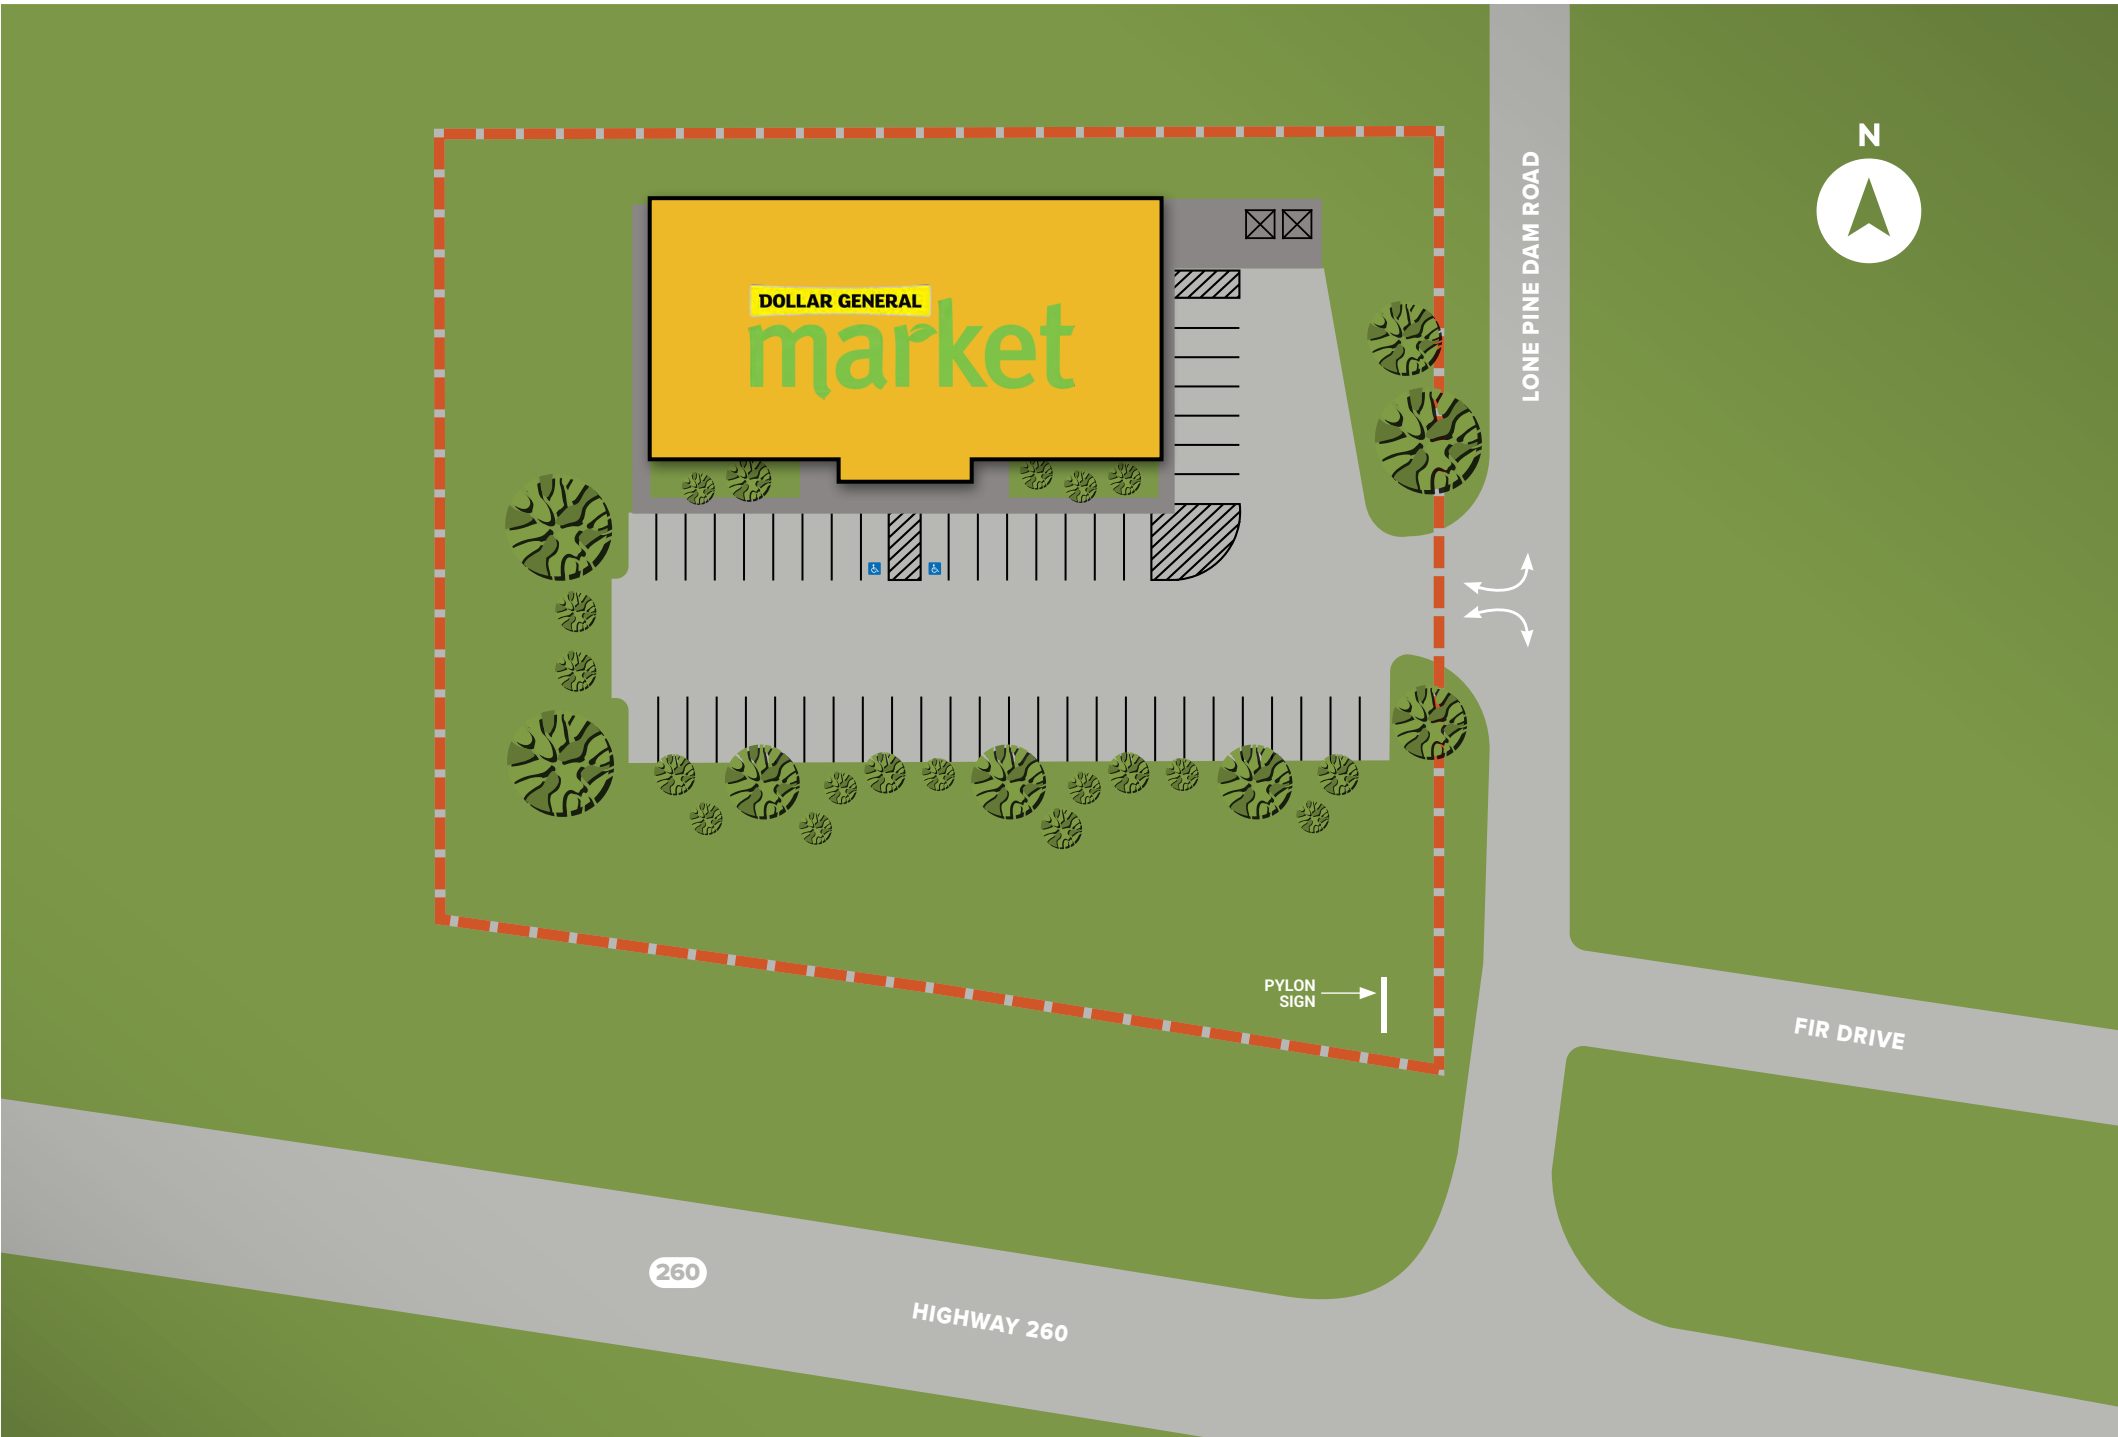 N
LONE PINE DAM ROAD
DOLLAR GENERAL
market
PYLON
SIGN
FIR DRIVE
260
HIGHWAY 260